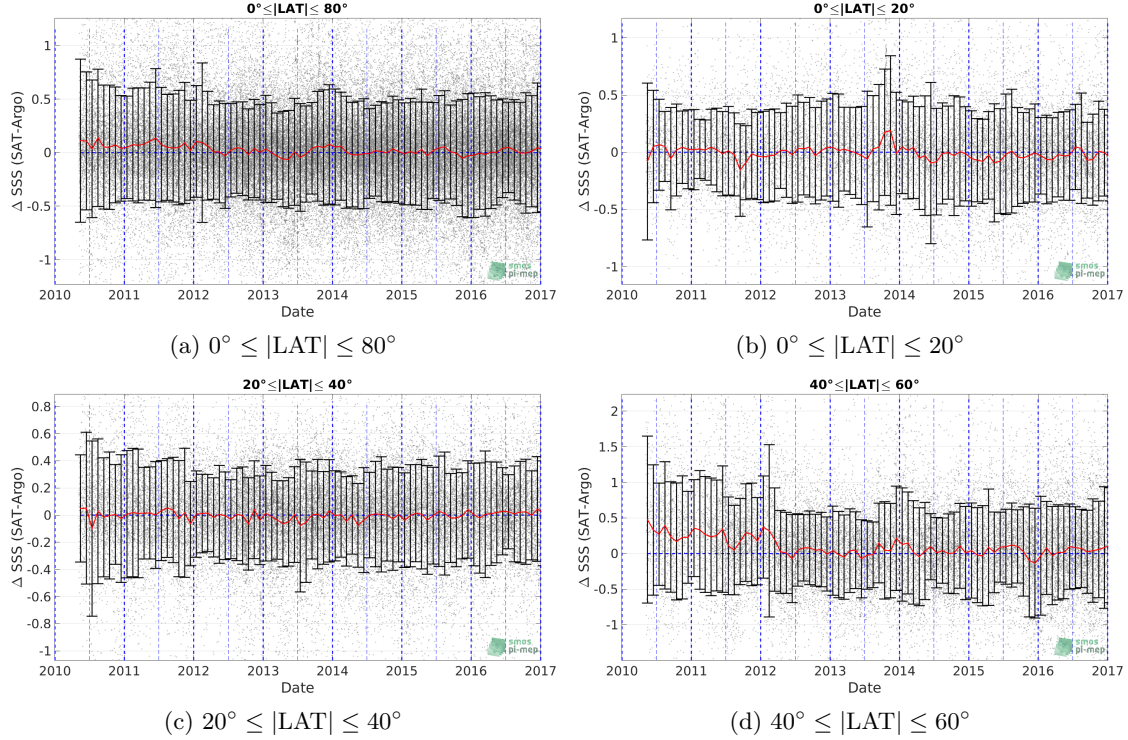 0°≤|LAT|≤ 80°
Δ SSS (SAT-Argo)
1
0.5
0
-0.5
-1
2010 2011 2012 2013 2014 2015 2016 2017
Date
smos
pi-mep
(a) 0° ≤ |LAT| ≤ 80°
0°≤|LAT|≤ 20°
Δ SSS (SAT-Argo)
1
0.5
0
-0.5
-1
2010 2011 2012 2013 2014 2015 2016 2017
Date
smos
pi-mep
(b) 0° ≤ |LAT| ≤ 20°
20°≤|LAT|≤ 40°
Δ SSS (SAT-Argo)
0.8
0.6
0.4
0.2
0
-0.2
-0.4
-0.6
-0.8
-1
2010 2011 2012 2013 2014 2015 2016 2017
Date
smos
pi-mep
(c) 20° ≤ |LAT| ≤ 40°
40°≤|LAT|≤ 60°
Δ SSS (SAT-Argo)
2
1.5
1
0.5
0
-0.5
-1
2010 2011 2012 2013 2014 2015 2016 2017
Date
smos
pi-mep
(d) 40° ≤ |LAT| ≤ 60°